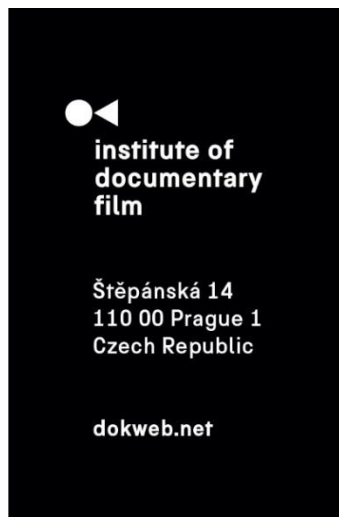 institute of
documentary
film
Štěpánská 14
110 00 Prague 1
Czech Republic
dokweb.net